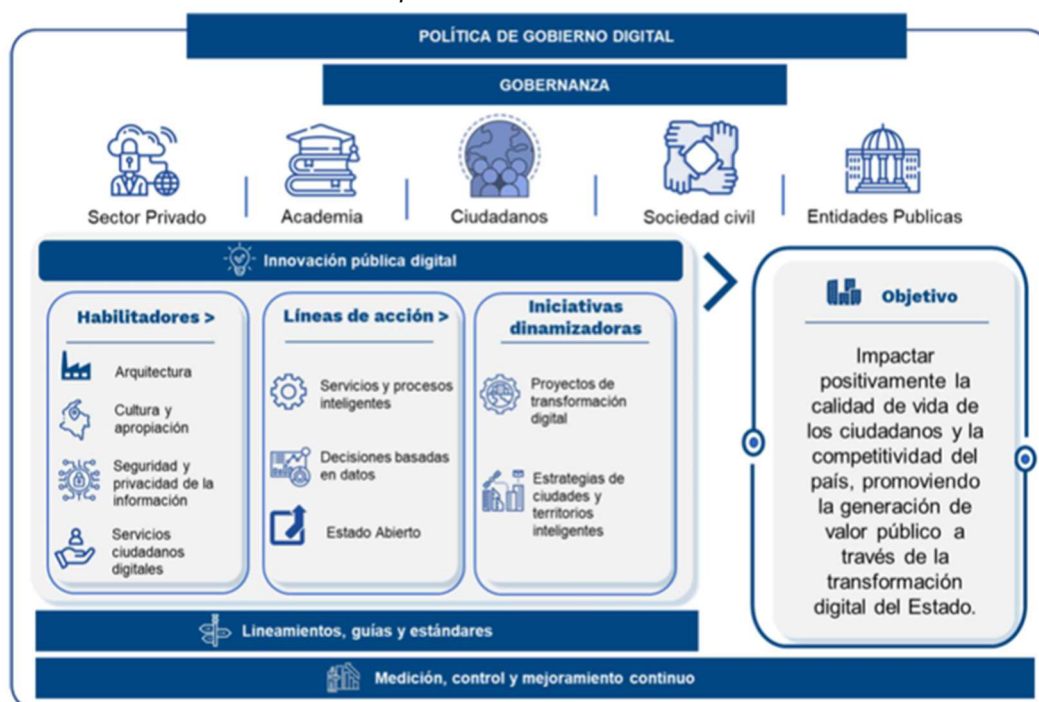 POLÍTICA DE GOBIERNO DIGITAL
GOBERNANZA
Sector Privado
Academia
Ciudadanos
Sociedad civil
Entidades Publicas
Innovación pública digital
Habilitadores >
Arquitectura
Cultura y
apropiación
Seguridad y
privacidad de la
información
Servicios
ciudadanos
digitales
Líneas de acción >
Servicios y procesos
inteligentes
Decisiones basadas
en datos
Estado Abierto
Iniciativas
dinamizadoras
Proyectos de
transformación
digital
Estrategias de
ciudades y
territorios
inteligentes
Objetivo
Impactar
positivamente la
calidad de vida de
los ciudadanos y la
competitividad del
país, promoviendo
la generación de
valor público a
través de la
transformación
digital del Estado.
Lineamientos, guías y estándares
Medición, control y mejoramiento continuo